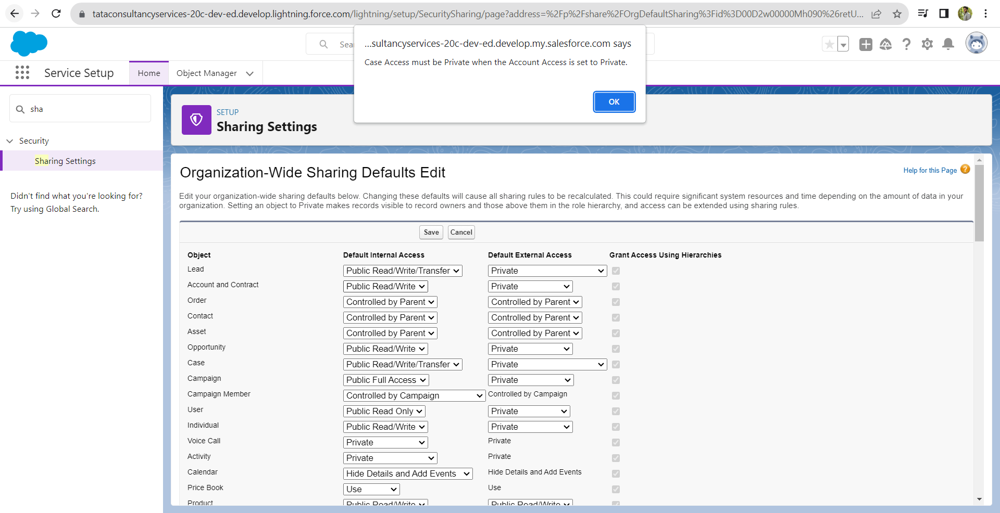 tataconsultancyservices-20c-dev-ed.develop.lightning.force.com/lightning/setup/SecuritySharing/page?address=%2Fp%2Fshare%2FOrgDefaultSharing%3Fid%3D00D2w00000Mh090%26retU...
...sultancyservices-20c-dev-ed.develop.my.salesforce.com says
Case Access must be Private when the Account Access is set to Private.
OK
Sea
Service Setup
Home
Object Manager
sha
Security
Sharing Settings
Didn't find what you're looking for?
Try using Global Search.
SETUP
Sharing Settings
Organization-Wide Sharing Defaults Edit
Help for this Page
?
Edit your organization-wide sharing defaults below. Changing these defaults will cause all sharing rules to be recalculated. This could require significant system resources and time depending on the amount of data in your
organization. Setting an object to Private makes records visible to record owners and those above them in the role hierarchy, and access can be extended using sharing rules.
Save Cancel
Object Default Internal Access Default External Access Grant Access Using Hierarchies
Lead Public Read/Write/Transfer Private
Account and Contract Public Read/Write Private
Order Controlled by Parent Controlled by Parent
Contact Controlled by Parent Controlled by Parent
Asset Controlled by Parent Controlled by Parent
Opportunity Public Read/Write Private
Case Public Read/Write/Transfer Private
Campaign Public Full Access Private
Campaign Member Controlled by Campaign Controlled by Campaign
User Public Read Only Private
Individual Public Read/Write Private
Voice Call Private Private
Activity Private Private
Calendar Hide Details and Add Events Hide Details and Add Events
Price Book Use Use
Product Public Read/Write Public Read/Write